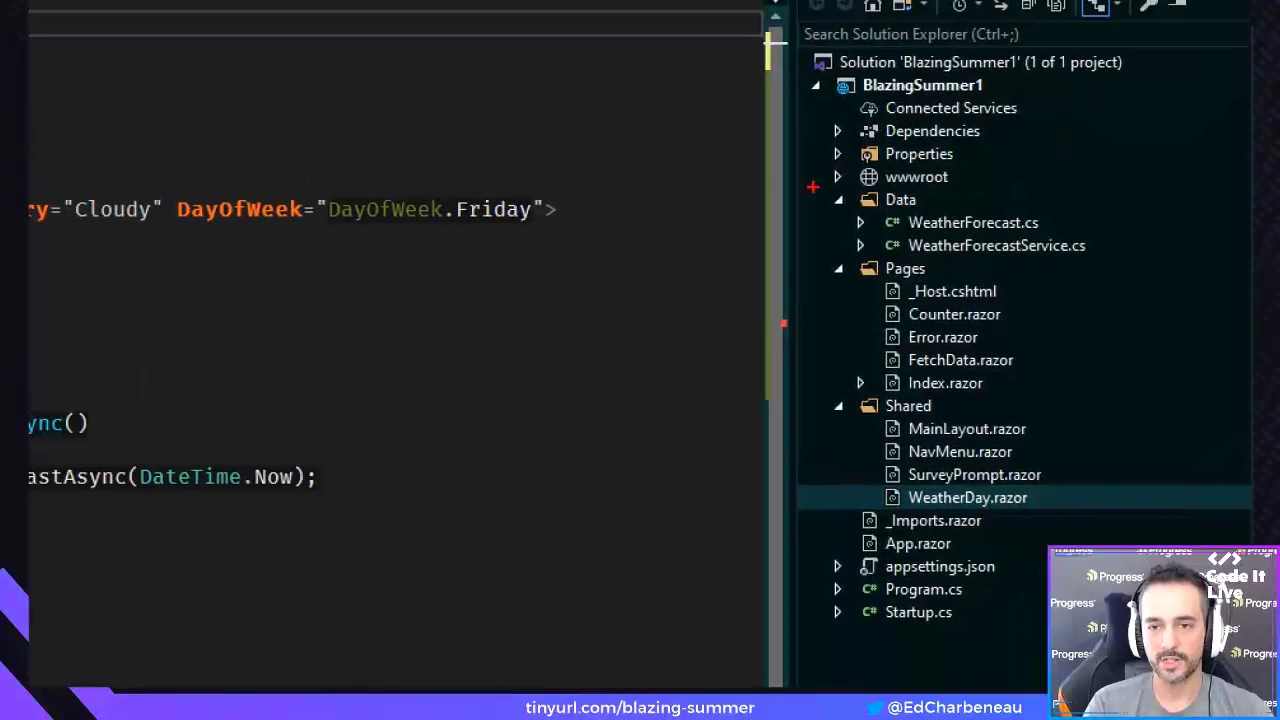 Search Solution Explorer (Ctrl+;)
Solution 'BlazingSummer1' (1 of 1 project)
BlazingSummer1
Connected Services
Dependencies
Properties
wwwroot
Data
WeatherForecast.cs
WeatherForecastService.cs
Pages
_Host.cshtml
Counter.razor
Error.razor
FetchData.razor
Index.razor
Shared
MainLayout.razor
NavMenu.razor
SurveyPrompt.razor
WeatherDay.razor
_Imports.razor
App.razor
appsettings.json
Program.cs
Startup.cs
ry="Cloudy" DayOfWeek="DayOfWeek.Friday">
ync()
astAsync(DateTime.Now);
Code It
Live
Progress
Progress
Progress
Progress
tinyurl.com/blazing-summer
@EdCharbeneau